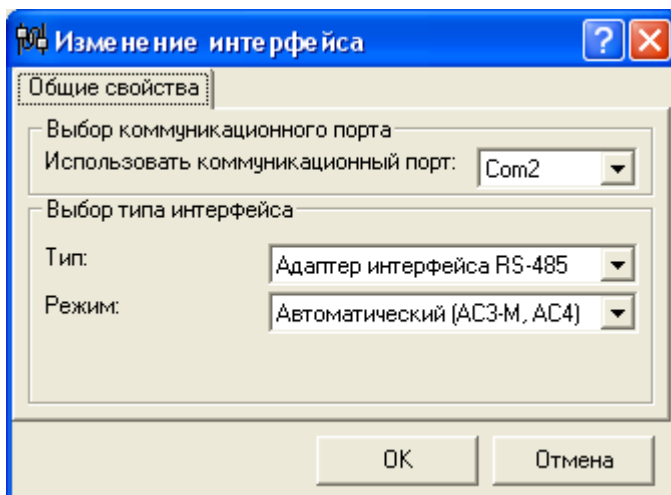 Изменение интерфейса
Общие свойства
Выбор коммуникационного порта
Использовать коммуникационный порт: Com2
Выбор типа интерфейса
Тип: Адаптер интерфейса RS-485
Режим: Автоматический (АС3-М, АС4)
OK Отмена